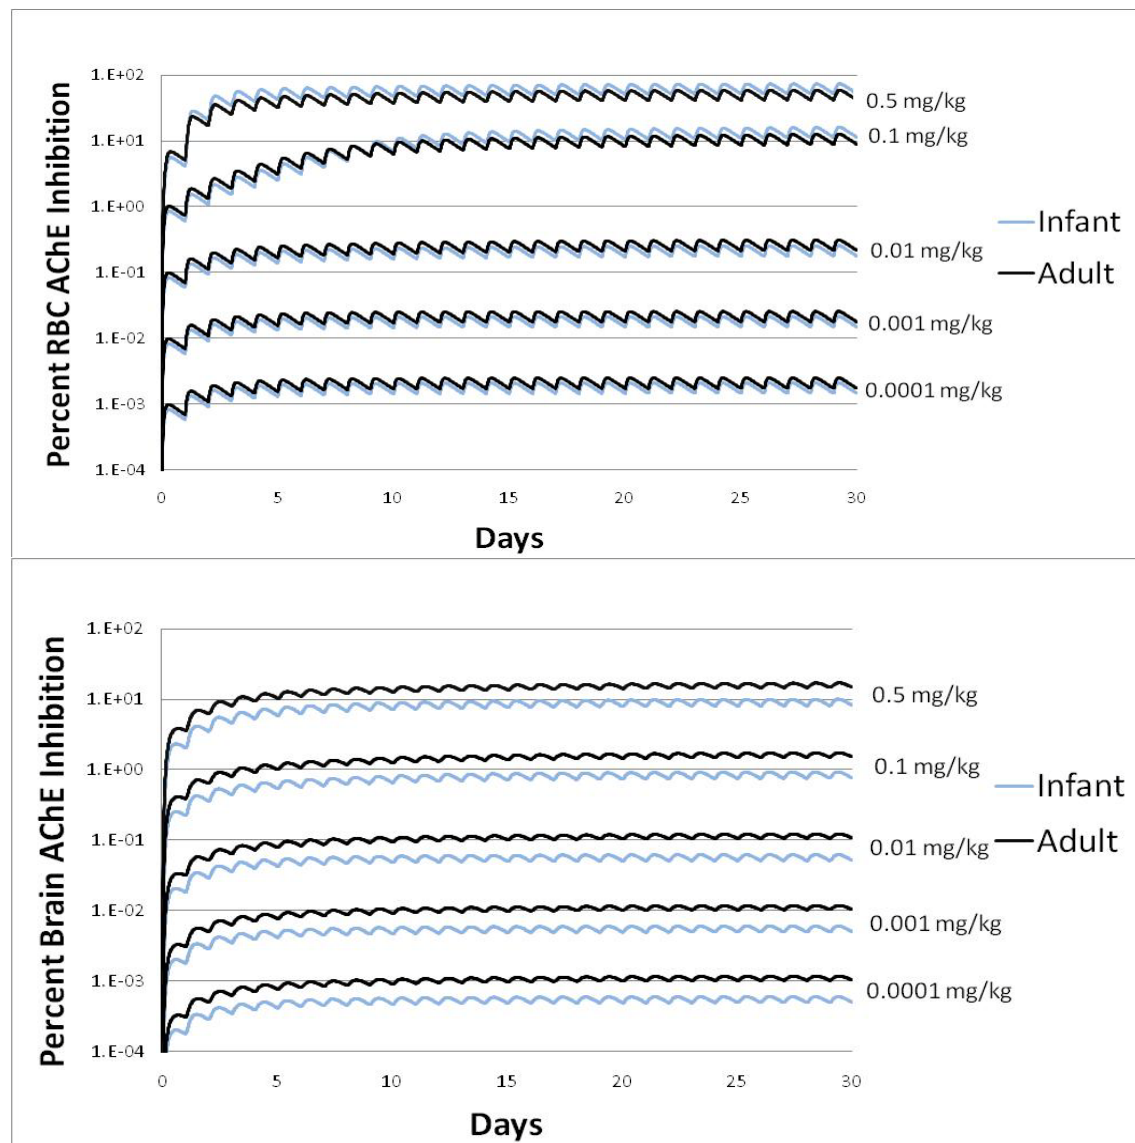 Percent RBC AChE Inhibition
1.E+02
1.E+01
1.E+00
1.E-01
1.E-02
1.E-03
1.E-04
0 5 10 15 20 25 30
Days
0.5 mg/kg
0.1 mg/kg
0.01 mg/kg
0.001 mg/kg
0.0001 mg/kg
Infant
Adult
Percent Brain AChE Inhibition
1.E+02
1.E+01
1.E+00
1.E-01
1.E-02
1.E-03
1.E-04
0 5 10 15 20 25 30
Days
0.5 mg/kg
0.1 mg/kg
0.01 mg/kg
0.001 mg/kg
0.0001 mg/kg
Infant
Adult